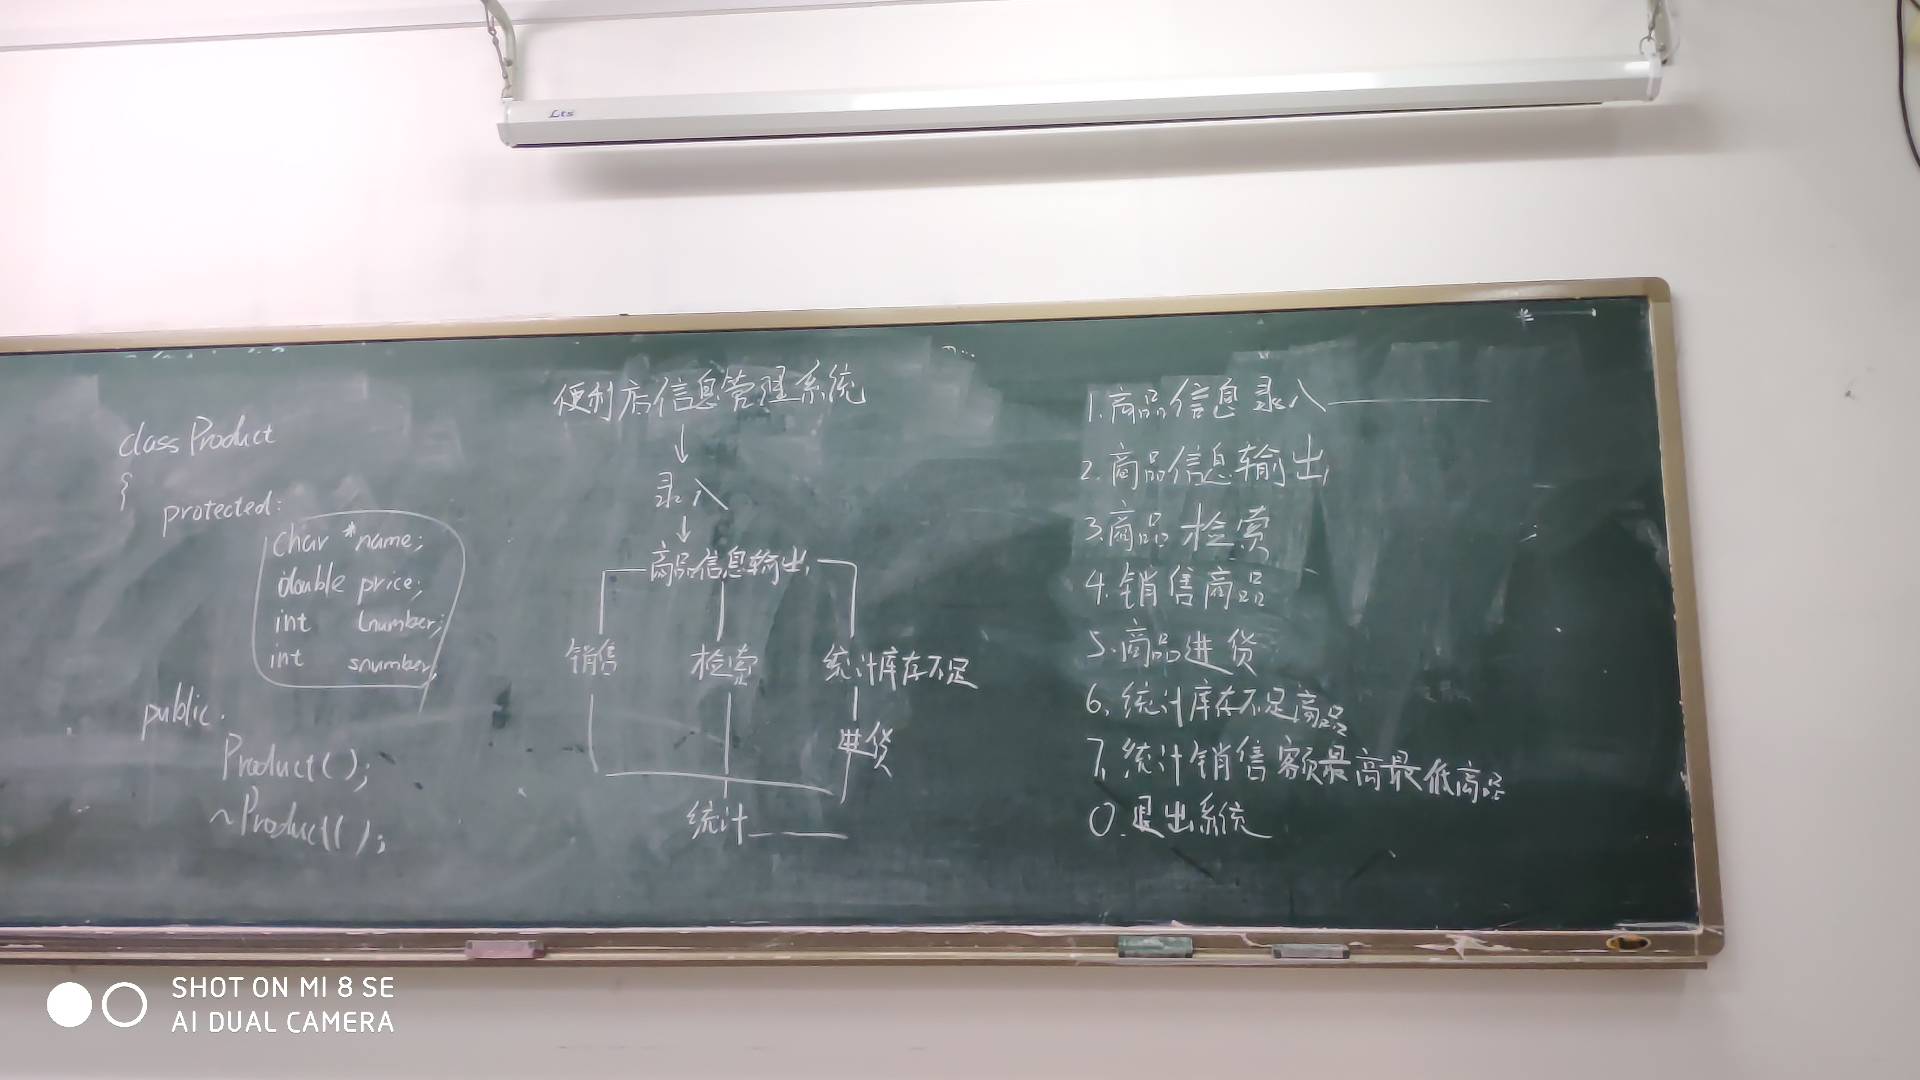 Lts
class Product
{
protected:
char *name;
double price;
int lnumber;
int snumber;
public:
Product();
~Product();
便利店信息管理系统
录入
商品信息输出
销售 检索 统计库存不足
进货
统计
1.商品信息录入
2.商品信息输出
3.商品检索
4.销售商品
5.商品进货
6.统计库存不足商品
7.统计销售额最高最低商品
0.退出系统
SHOT ON MI 8 SE
AI DUAL CAMERA